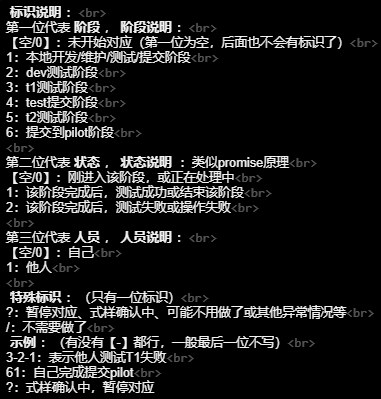 标识说明：<br>
第一位代表 阶段 ，阶段说明 ：<br>
【空/0】：未开始对应（第一位为空，后面也不会有标识了）<br>
1：本地开发/维护/测试/提交阶段<br>
2：dev测试阶段<br>
3：t1测试阶段<br>
4：test提交阶段<br>
5：t2测试阶段<br>
6：提交到pilot阶段<br>
<br>
第二位代表 状态 ，状态说明 ：类似promise原理<br>
【空/0】：刚进入该阶段，或正在处理中<br>
1：该阶段完成后，测试成功或结束该阶段<br>
2：该阶段完成后，测试失败或操作失败<br>
<br>
第三位代表 人员 ，人员说明 ：<br>
【空/0】：自己<br>
1：他人<br>
<br>
特殊标识 ：（只有一位标识）<br>
?：暂停对应、式样确认中、可能不用做了或其他异常情况等<br>
/：不需要做了<br>
示例 ：（有没有【-】都行，一般最后一位不写）<br>
3-2-1：表示他人测试T1失败<br>
61：自己完成提交pilot<br>
?：式样确认中，暂停对应